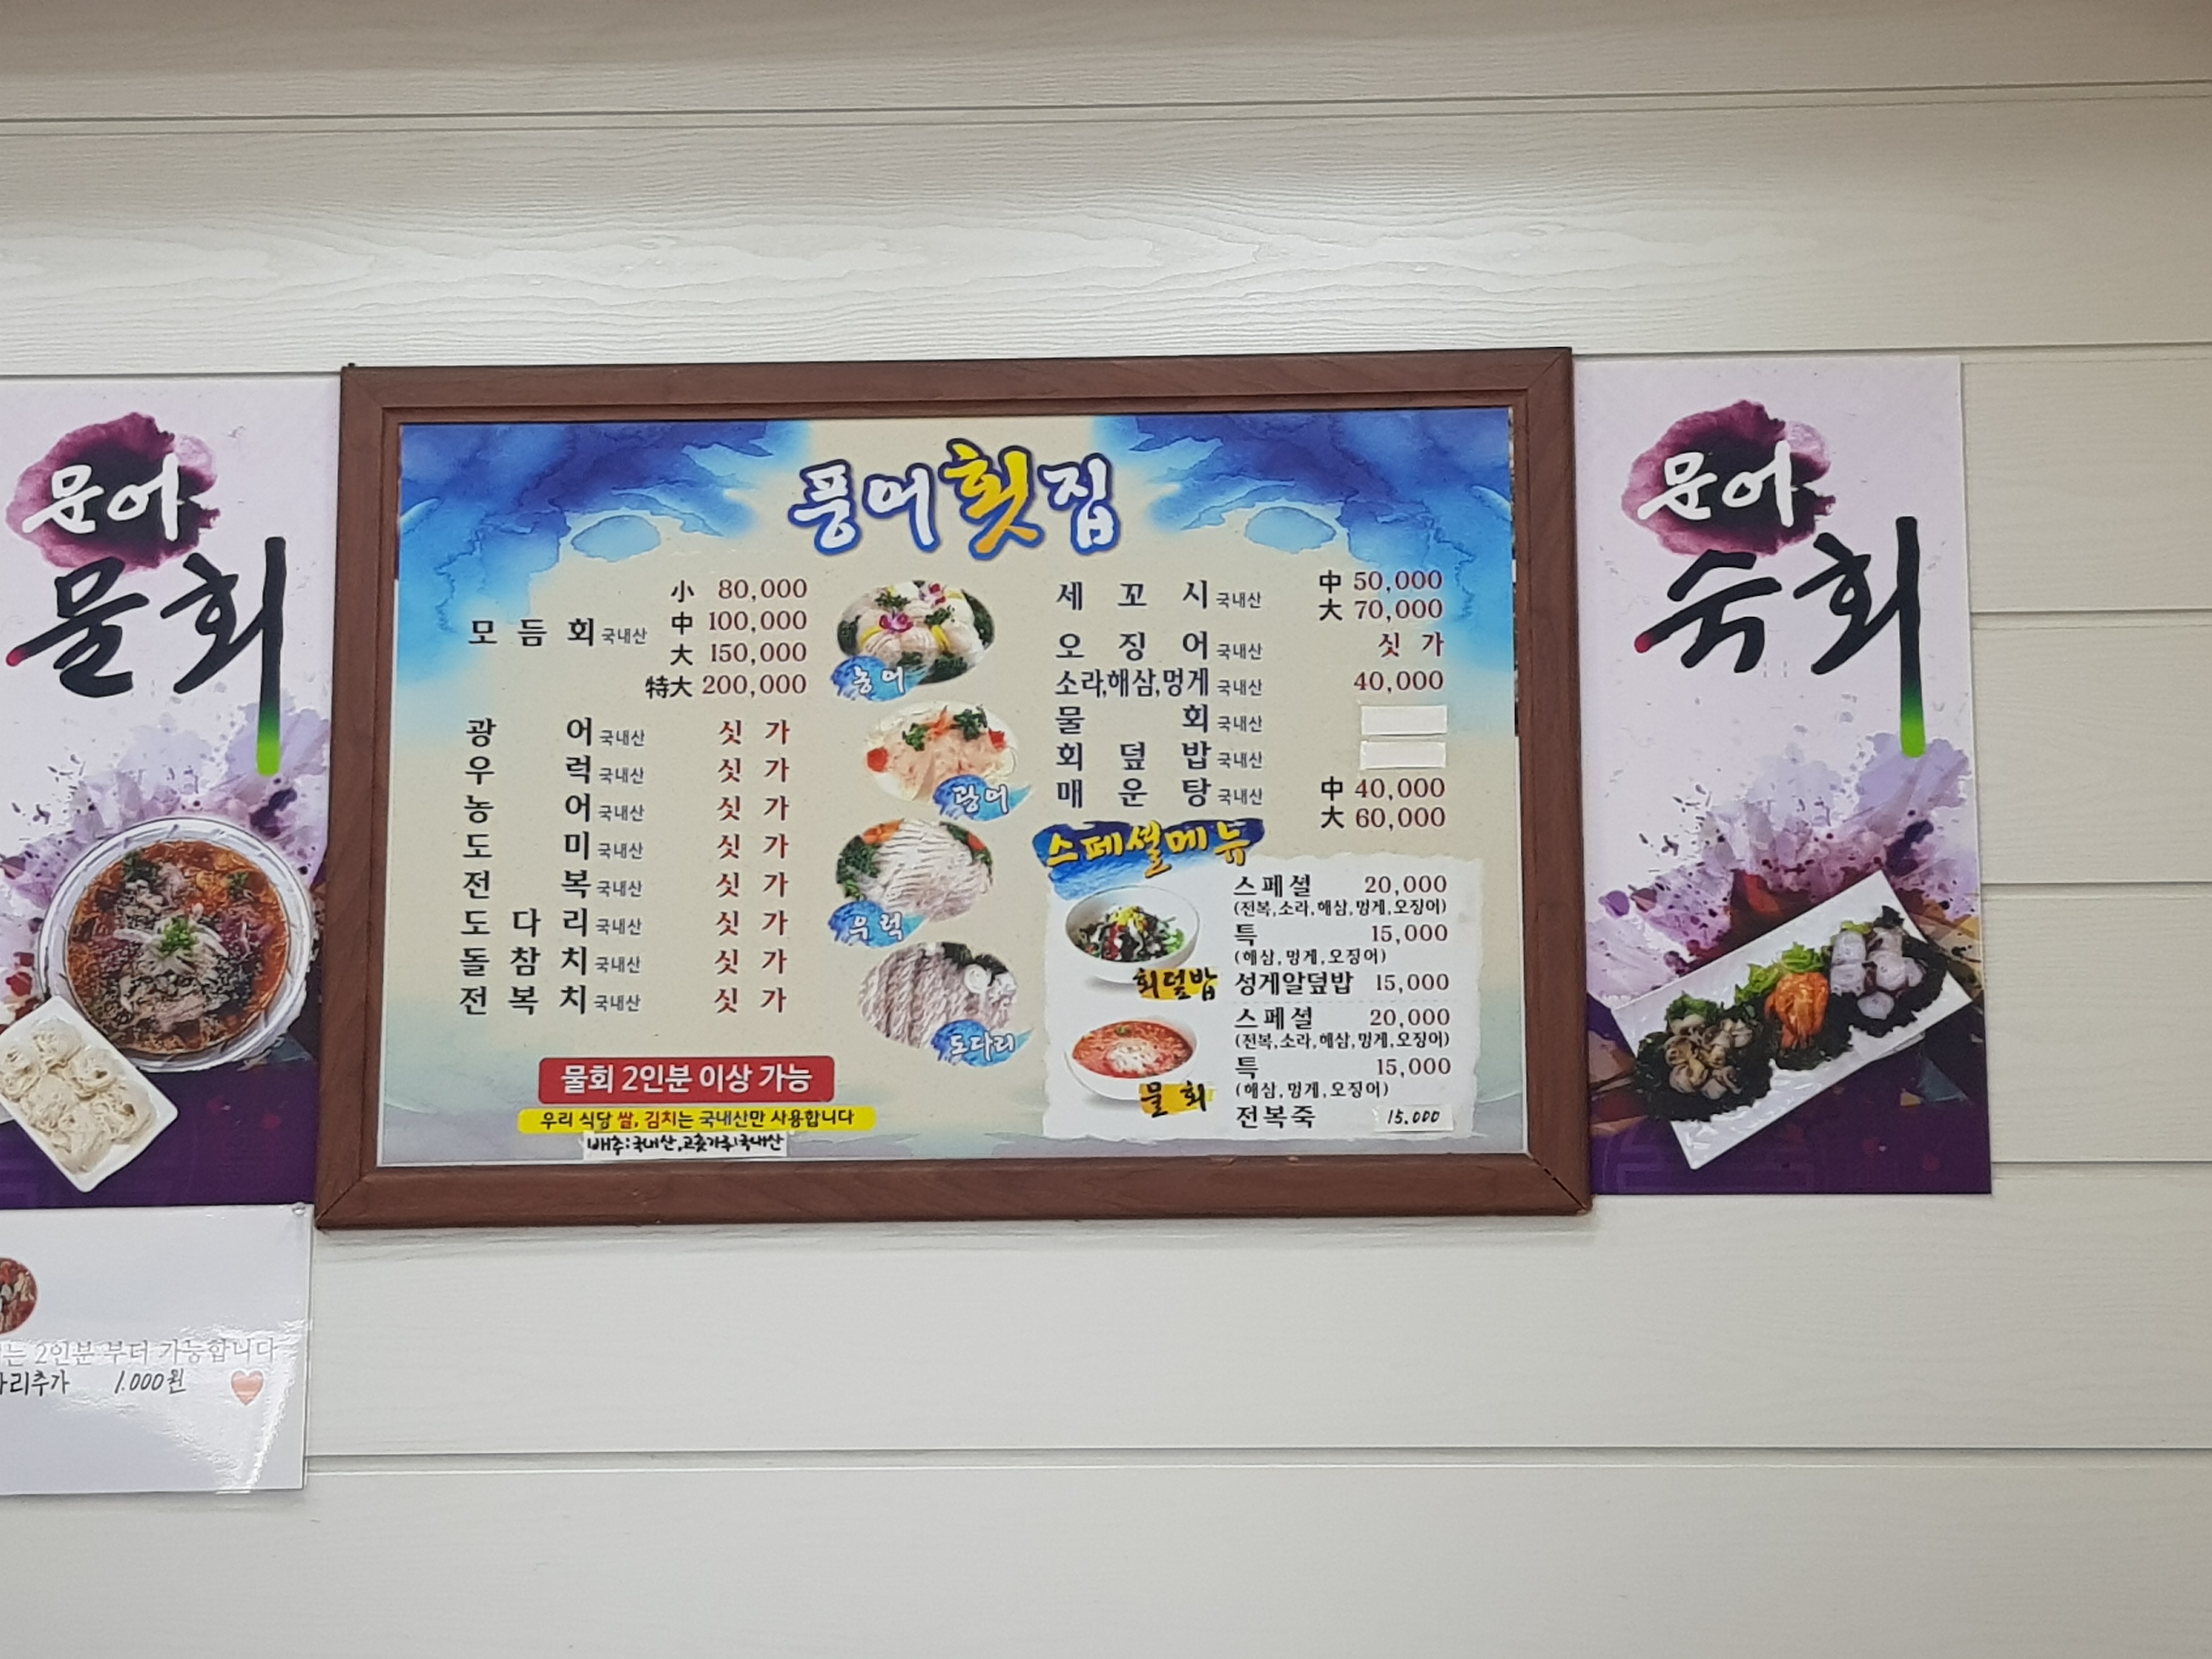 문어
물회
풍어횟집
모듬회 국내산
小 80,000
中 100,000
大 150,000
特大 200,000
광어 국내산 싯가
우럭 국내산 싯가
농어 국내산 싯가
도미 국내산 싯가
전복 국내산 싯가
도다리 국내산 싯가
돌참치 국내산 싯가
전복치 국내산 싯가
물회 2인분 이상 가능
우리 식당 쌀, 김치는 국내산만 사용합니다
배추:국내산,고춧가루:국내산
농어
광어
우럭
도다리
세꼬시 국내산 中 50,000
大 70,000
오징어 국내산 싯가
소라,해삼,멍게 국내산 40,000
물회 국내산
회덮밥 국내산
매운탕 국내산 中 40,000
大 60,000
스페셜메뉴
회덮밥
스페셜 20,000
(전복,소라,해삼,멍게,오징어)
특 15,000
(해삼,멍게,오징어)
성게알덮밥 15,000
물회
스페셜 20,000
(전복,소라,해삼,멍게,오징어)
특 15,000
(해삼,멍게,오징어)
전복죽 15.000
문어
숙회
는 2인분 부터 가능합니다
리추가 1.000원